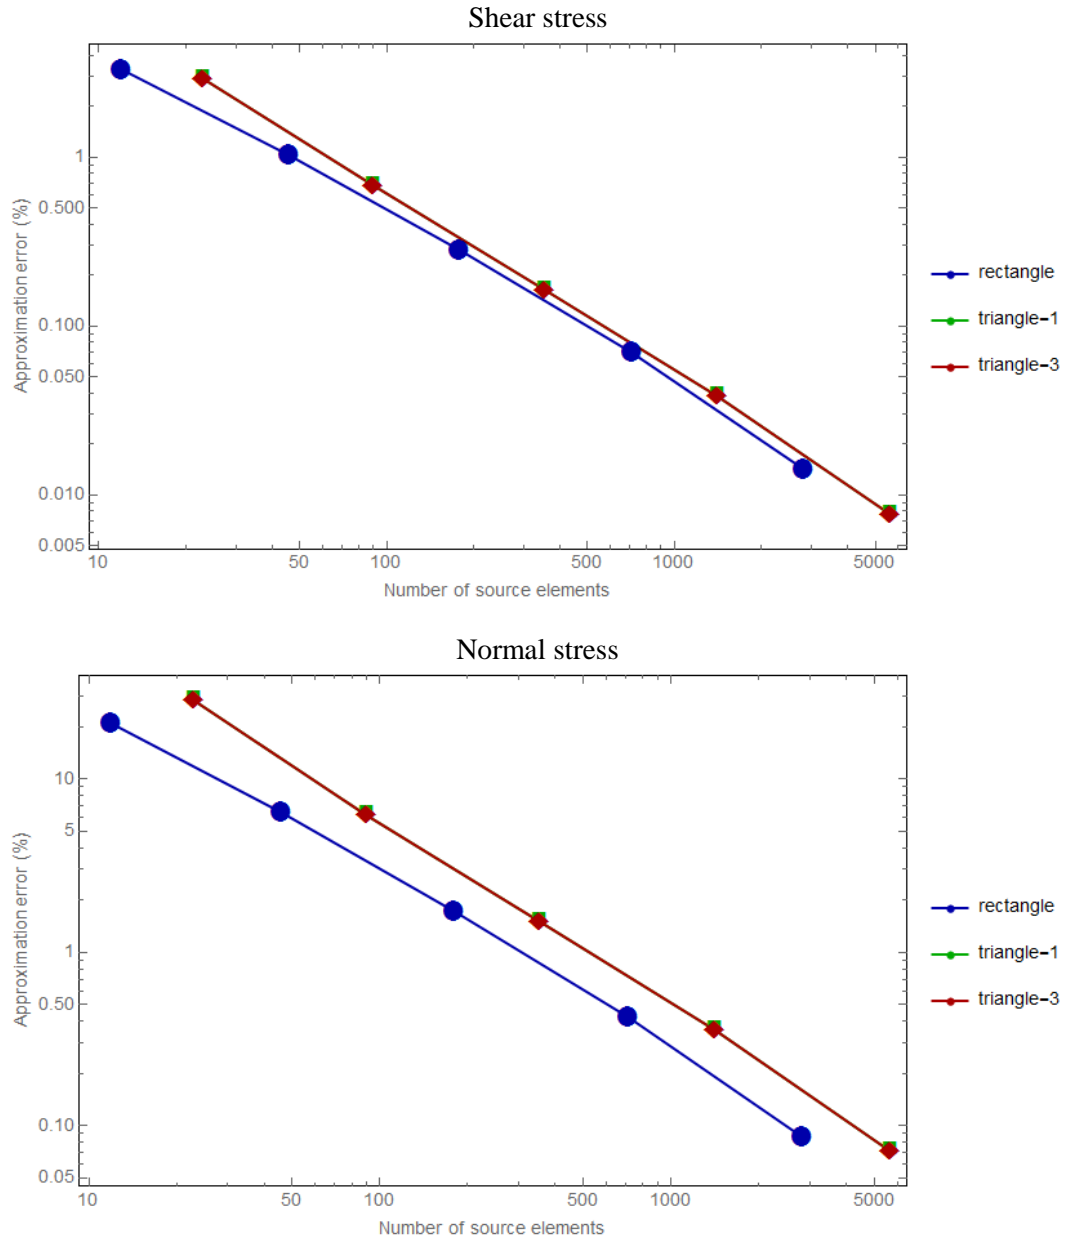 Shear stress
1
0.500
0.100
0.050
0.010
0.005
Approximation error (%)
10 50 100 500 1000 5000
Number of source elements
rectangle
triangle-1
triangle-3
Normal stress
10
5
1
0.50
0.10
0.05
Approximation error (%)
10 50 100 500 1000 5000
Number of source elements
rectangle
triangle-1
triangle-3